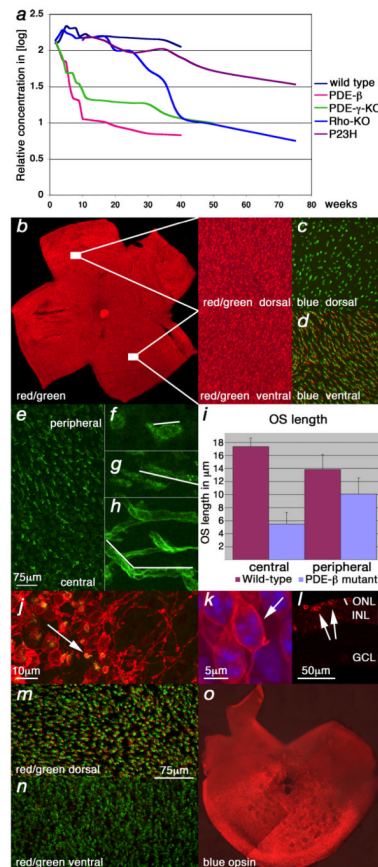 a
Relative concentration in [log]
2.5
2
1.5
1
0.5
0
0 10 20 30 40 50 60 70 80 weeks
wild type
PDE-β
PDE-γ-KO
Rho-KO
P23H
b
red/green
red/green dorsal
red/green ventral
c
blue dorsal
d
blue ventral
e
peripheral
central
75μm
f
g
h
i
OS length
OS length in μm
18
16
14
12
10
8
6
4
2
central peripheral
Wild-type PDE-β mutant
j
10μm
k
5μm
l
ONL
INL
GCL
50μm
m
red/green dorsal
75μm
n
red/green ventral
o
blue opsin